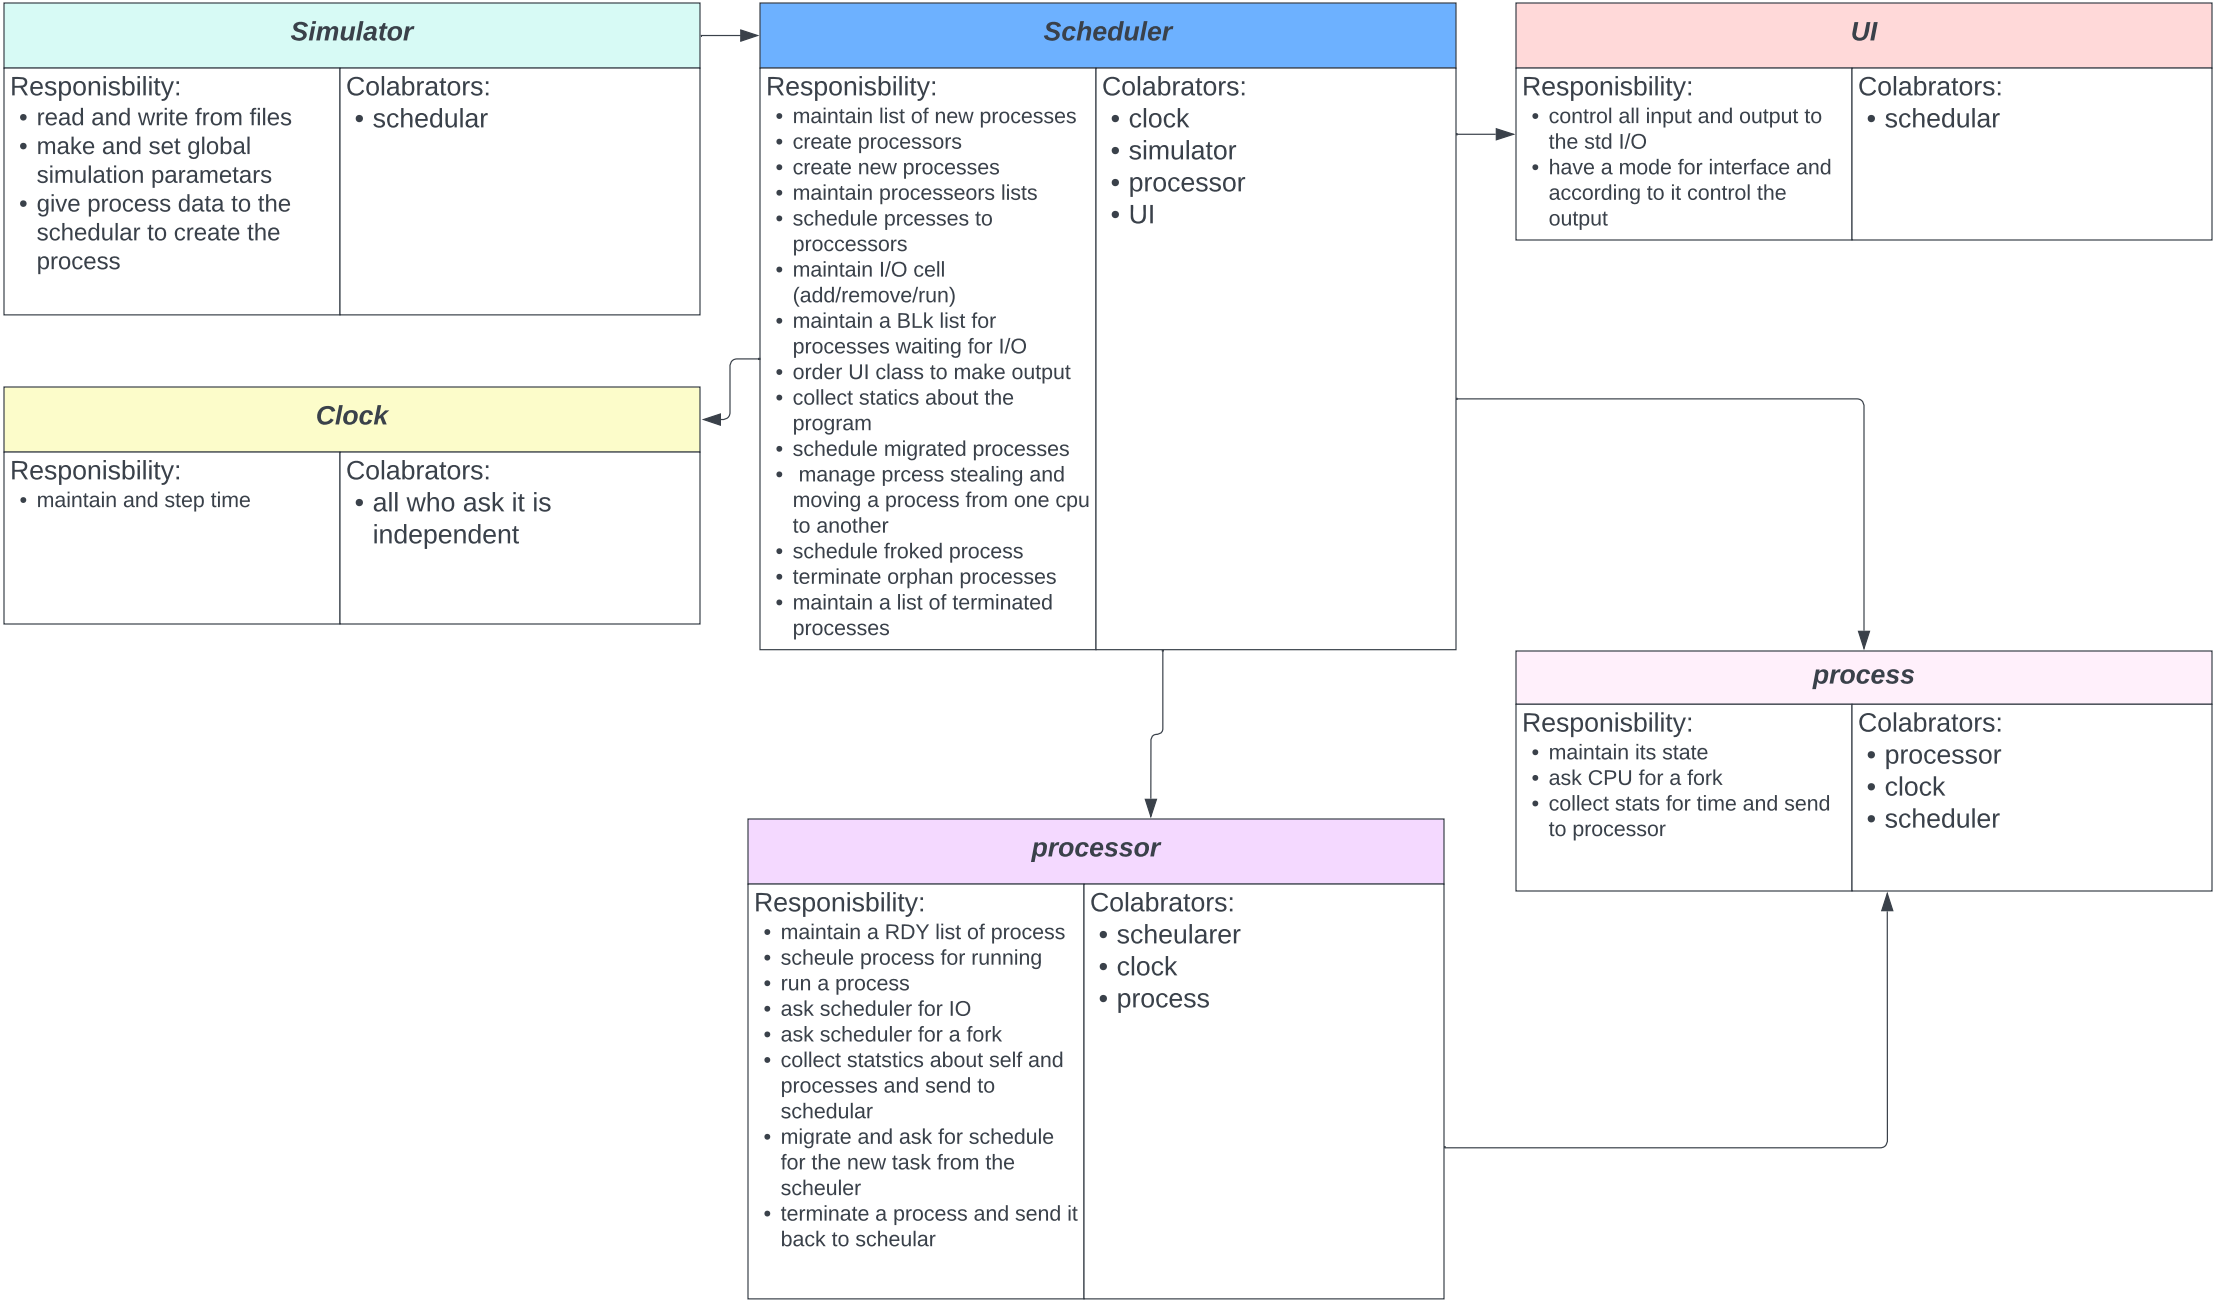 Simulator
Responisbility:
• read and write from files
• make and set global
simulation parametars
• give process data to the
schedular to create the
process
Colabrators:
• schedular
Scheduler
Responisbility:
• maintain list of new processes
• create processors
• create new processes
• maintain processeors lists
• schedule prcesses to
proccessors
• maintain I/O cell
(add/remove/run)
• maintain a BLk list for
processes waiting for I/O
• order UI class to make output
• collect statics about the
program
• schedule migrated processes
• manage prcess stealing and
moving a process from one cpu
to another
• schedule froked process
• terminate orphan processes
• maintain a list of terminated
processes
Colabrators:
• clock
• simulator
• processor
• UI
UI
Responisbility:
• control all input and output to
the std I/O
• have a mode for interface and
according to it control the
output
Colabrators:
• schedular
Clock
Responisbility:
• maintain and step time
Colabrators:
• all who ask it is
independent
process
Responisbility:
• maintain its state
• ask CPU for a fork
• collect stats for time and send
to processor
Colabrators:
• processor
• clock
• scheduler
processor
Responisbility:
• maintain a RDY list of process
• scheule process for running
• run a process
• ask scheduler for IO
• ask scheduler for a fork
• collect statstics about self and
processes and send to
schedular
• migrate and ask for schedule
for the new task from the
scheuler
• terminate a process and send it
back to scheular
Colabrators:
• scheularer
• clock
• process